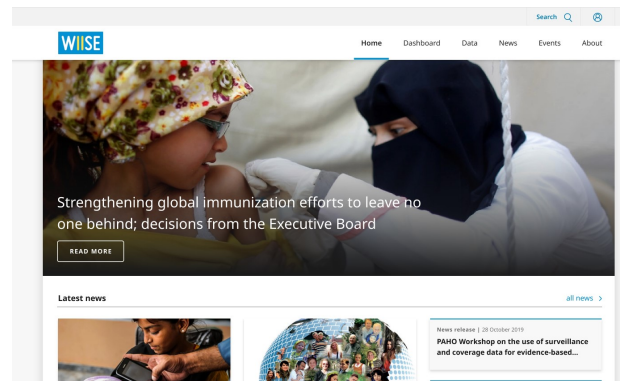 Search
WIISE
Home Dashboard Data News Events About
Strengthening global immunization efforts to leave no
one behind; decisions from the Executive Board
READ MORE
Latest news
all news >
News release | 28 October 2019
PAHO Workshop on the use of surveillance
and coverage data for evidence-based...